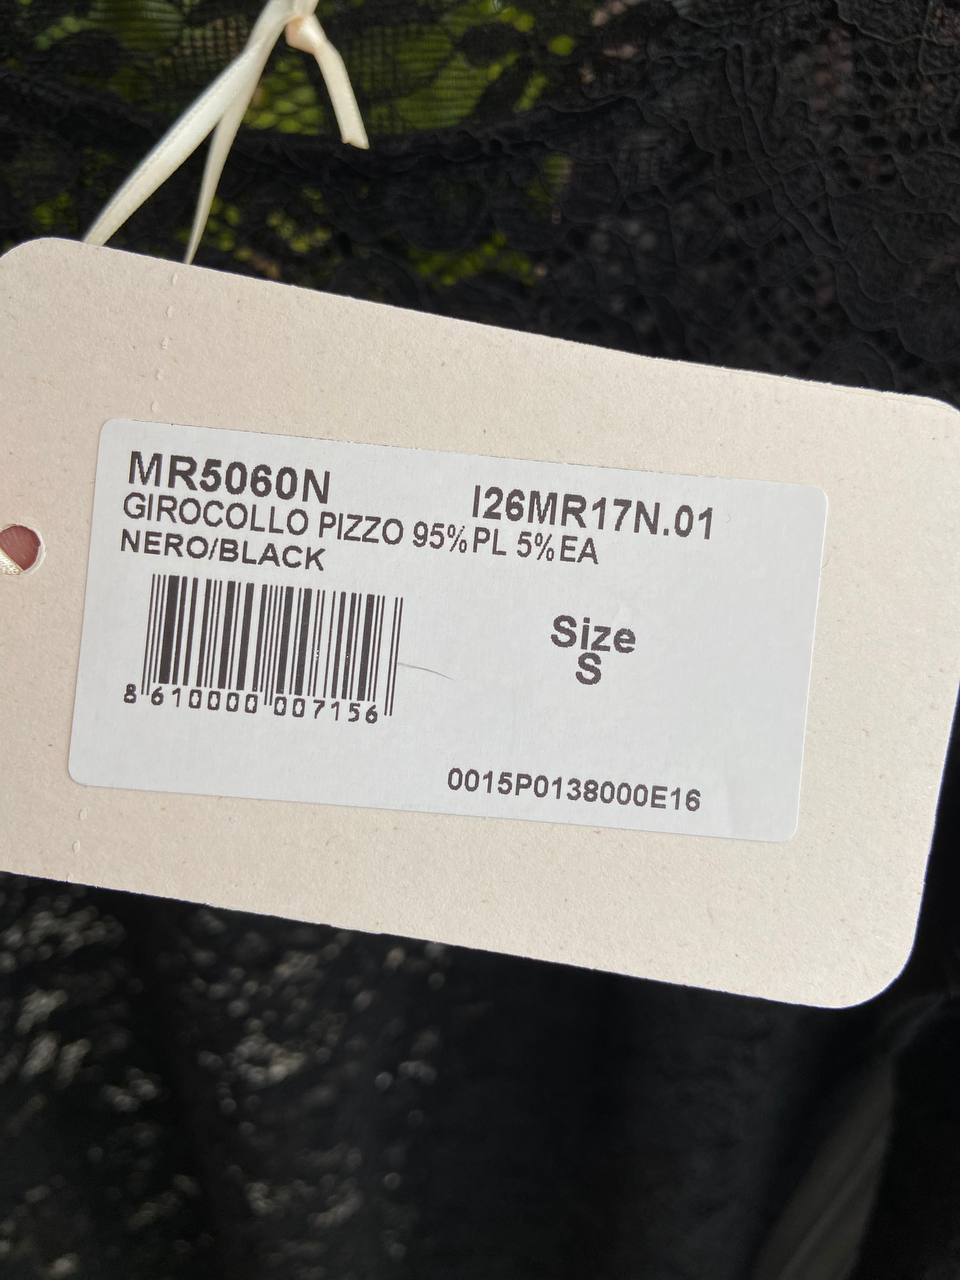 MR5060N I26MR17N.01
GIROCOLLO PIZZO 95%PL 5%EA
NERO/BLACK
Size
S
8 610000 007156
0015P0138000E16